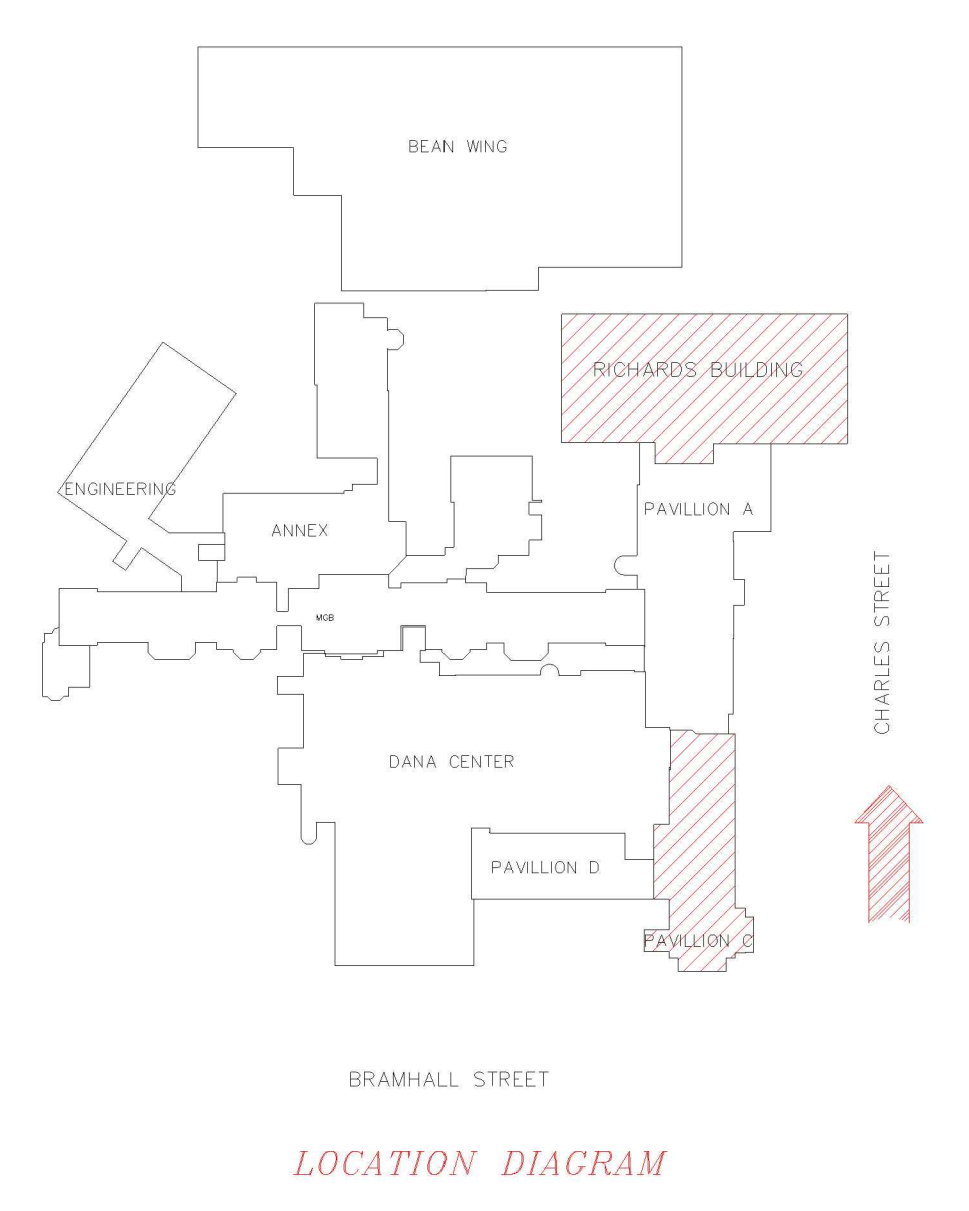 BEAN WING
RICHARDS BUILDING
ENGINEERING
PAVILLION A
ANNEX
MGB
CHARLES STREET
DANA CENTER
PAVILLION D
PAVILLION C
BRAMHALL STREET
LOCATION DIAGRAM